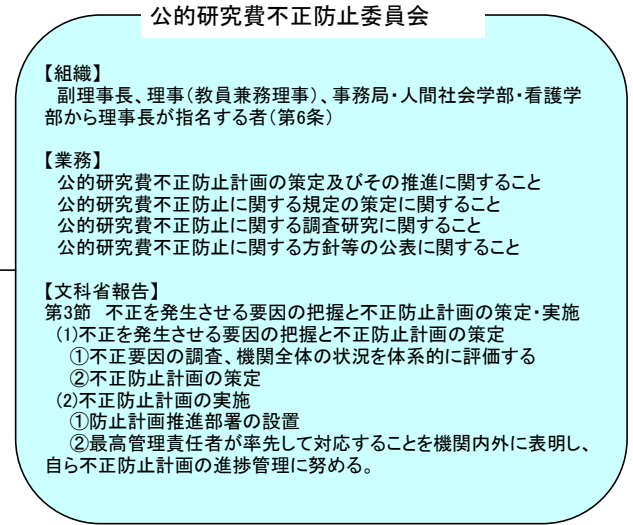 公的研究費不正防止委員会
【組織】
副理事長、理事(教員兼務理事)、事務局・人間社会学部・看護学
部から理事長が指名する者(第6条)
【業務】
公的研究費不正防止計画の策定及びその推進に関すること
公的研究費不正防止に関する規定の策定に関すること
公的研究費不正防止に関する調査研究に関すること
公的研究費不正防止に関する方針等の公表に関すること
【文科省報告】
第3節 不正を発生させる要因の把握と不正防止計画の策定・実施
(1)不正を発生させる要因の把握と不正防止計画の策定
①不正要因の調査、機関全体の状況を体系的に評価する
②不正防止計画の策定
(2)不正防止計画の実施
①防止計画推進部署の設置
②最高管理責任者が率先して対応することを機関内外に表明し、
自ら不正防止計画の進捗管理に努める。